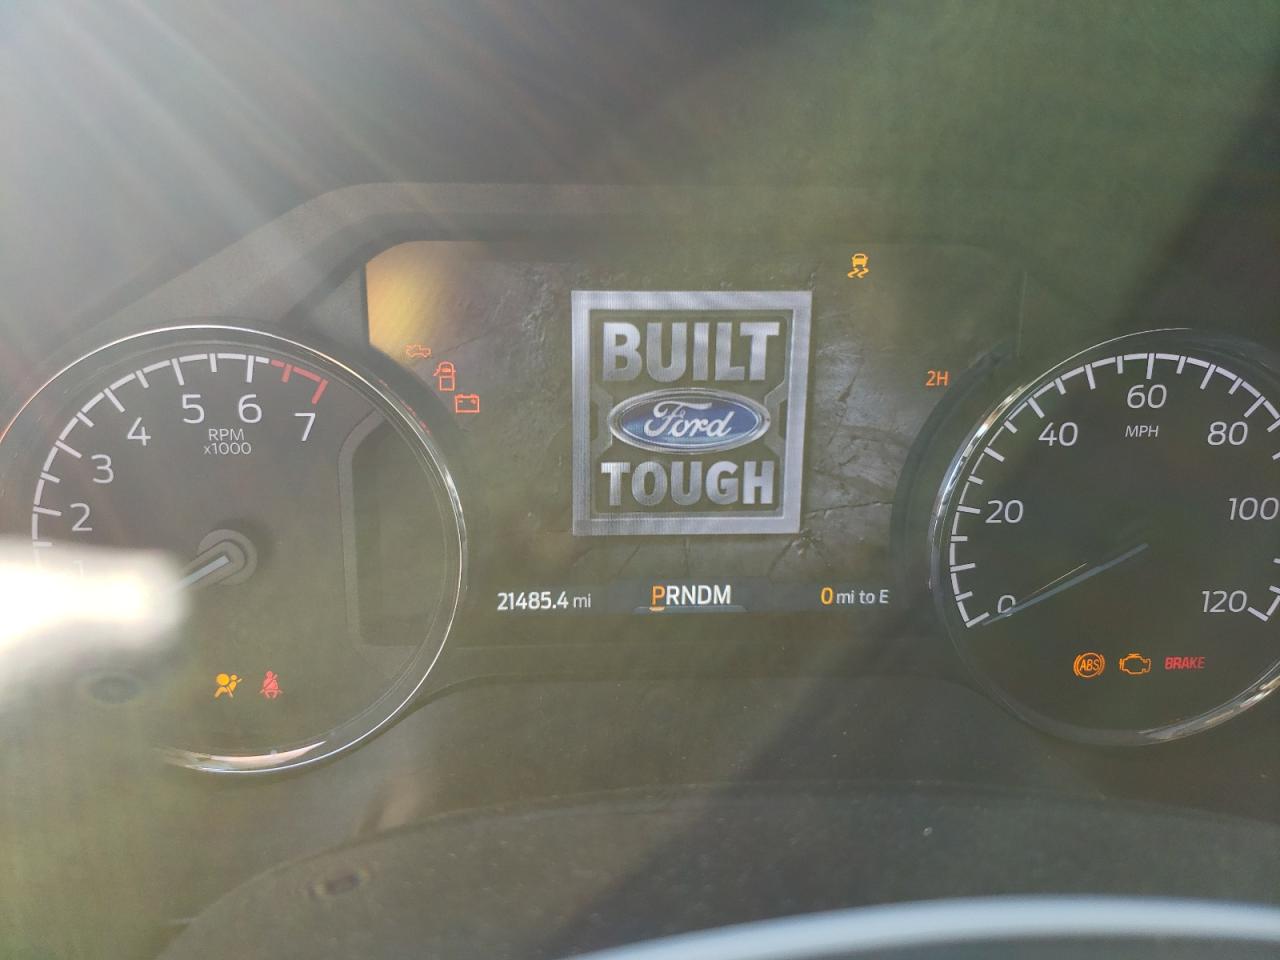 BUILT
Ford
TOUGH
2H
2 3 4 5 6 7
RPM
x1000
0 20 40 60 80 100 120
MPH
21485.4 mi
PRNDM
0 mi to E
ABS
BRAKE